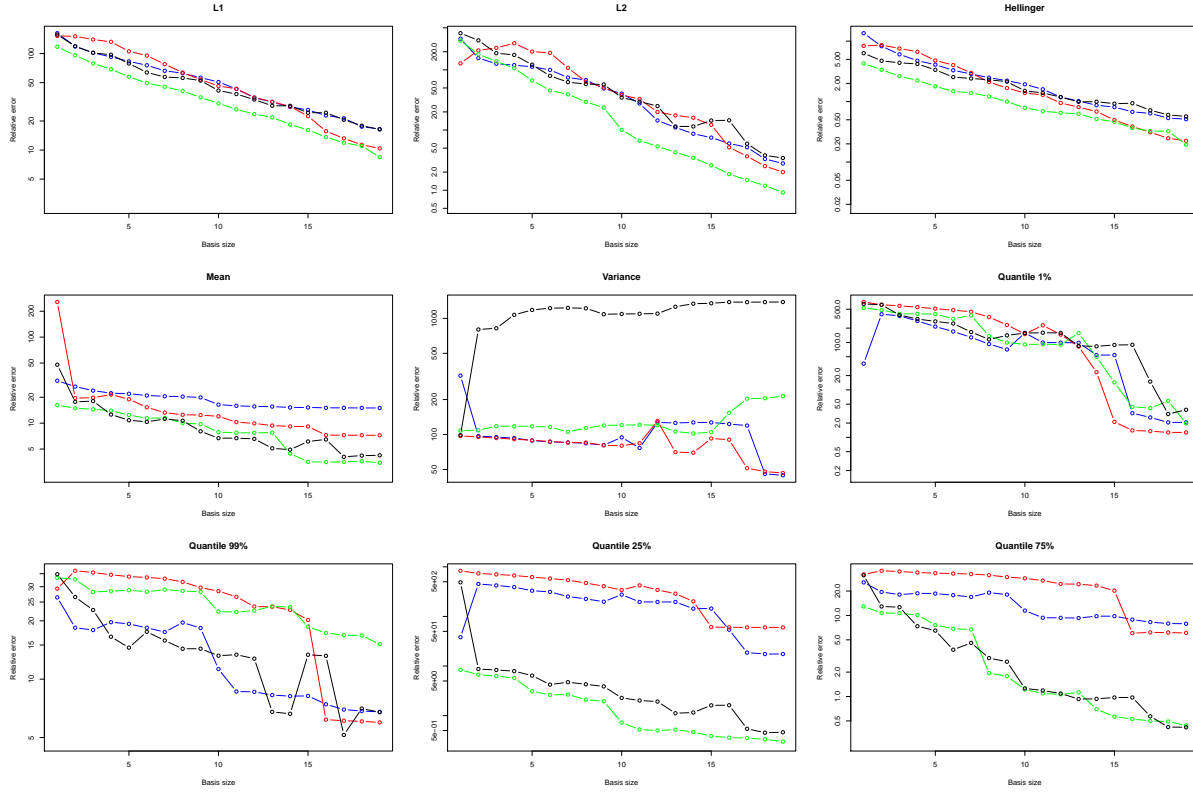 L1
Relative error
100
50
20
10
5
5
10
15
Basis size
L2
Relative error
200.0
50.0
20.0
5.0
2.0
1.0
0.5
5
10
15
Basis size
Hellinger
Relative error
5.00
2.00
0.50
0.20
0.05
0.02
5
10
15
Basis size
Mean
Relative error
200
100
50
20
10
5
5
10
15
Basis size
Variance
Relative error
1000
500
200
100
50
5
10
15
Basis size
Quantile 1%
Relative error
500.0
100.0
20.0
5.0
2.0
0.5
0.2
5
10
15
Basis size
Quantile 99%
Relative error
30
25
20
15
10
5
5
10
15
Basis size
Quantile 25%
Relative error
5e+02
5e+01
5e+00
5e−01
5
10
15
Basis size
Quantile 75%
Relative error
20.0
10.0
5.0
2.0
1.0
0.5
5
10
15
Basis size